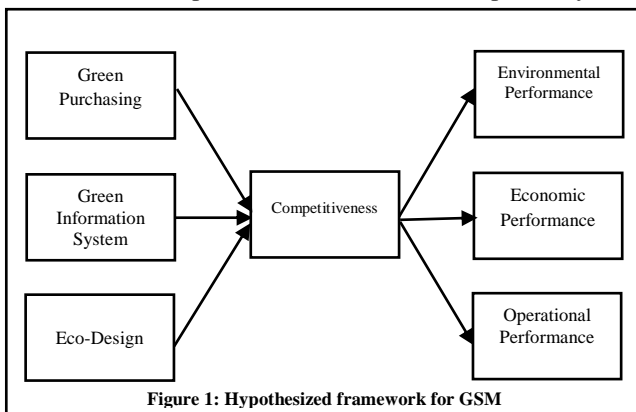 Green
Purchasing
Green
Information
System
Eco-Design
Competitiveness
Environmental
Performance
Economic
Performance
Operational
Performance
Figure 1: Hypothesized framework for GSM